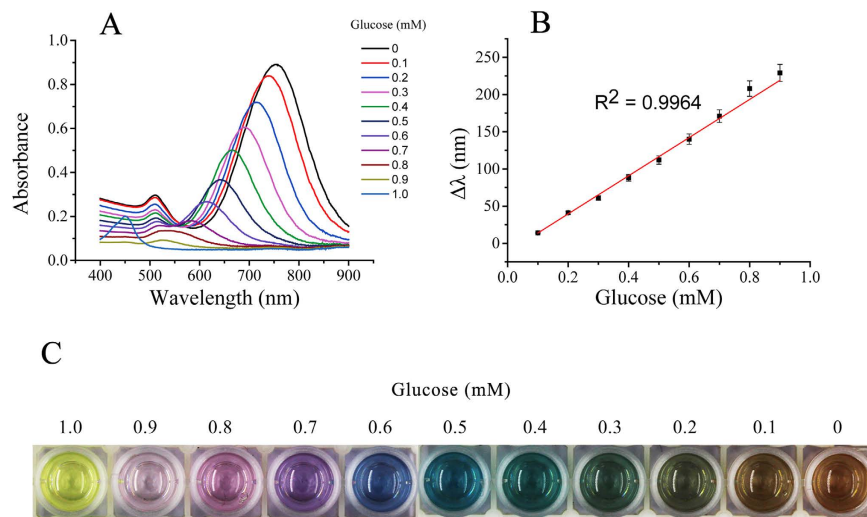 A
Glucose (mM)
0
0.1
0.2
0.3
0.4
0.5
0.6
0.7
0.8
0.9
1.0
1.0
0.8
0.6
0.4
0.2
0.0
Absorbance
400 500 600 700 800 900
Wavelength (nm)
B
R² = 0.9964
250
200
150
100
50
0
Δλ (nm)
0.0 0.2 0.4 0.6 0.8 1.0
Glucose (mM)
C
Glucose (mM)
1.0 0.9 0.8 0.7 0.6 0.5 0.4 0.3 0.2 0.1 0